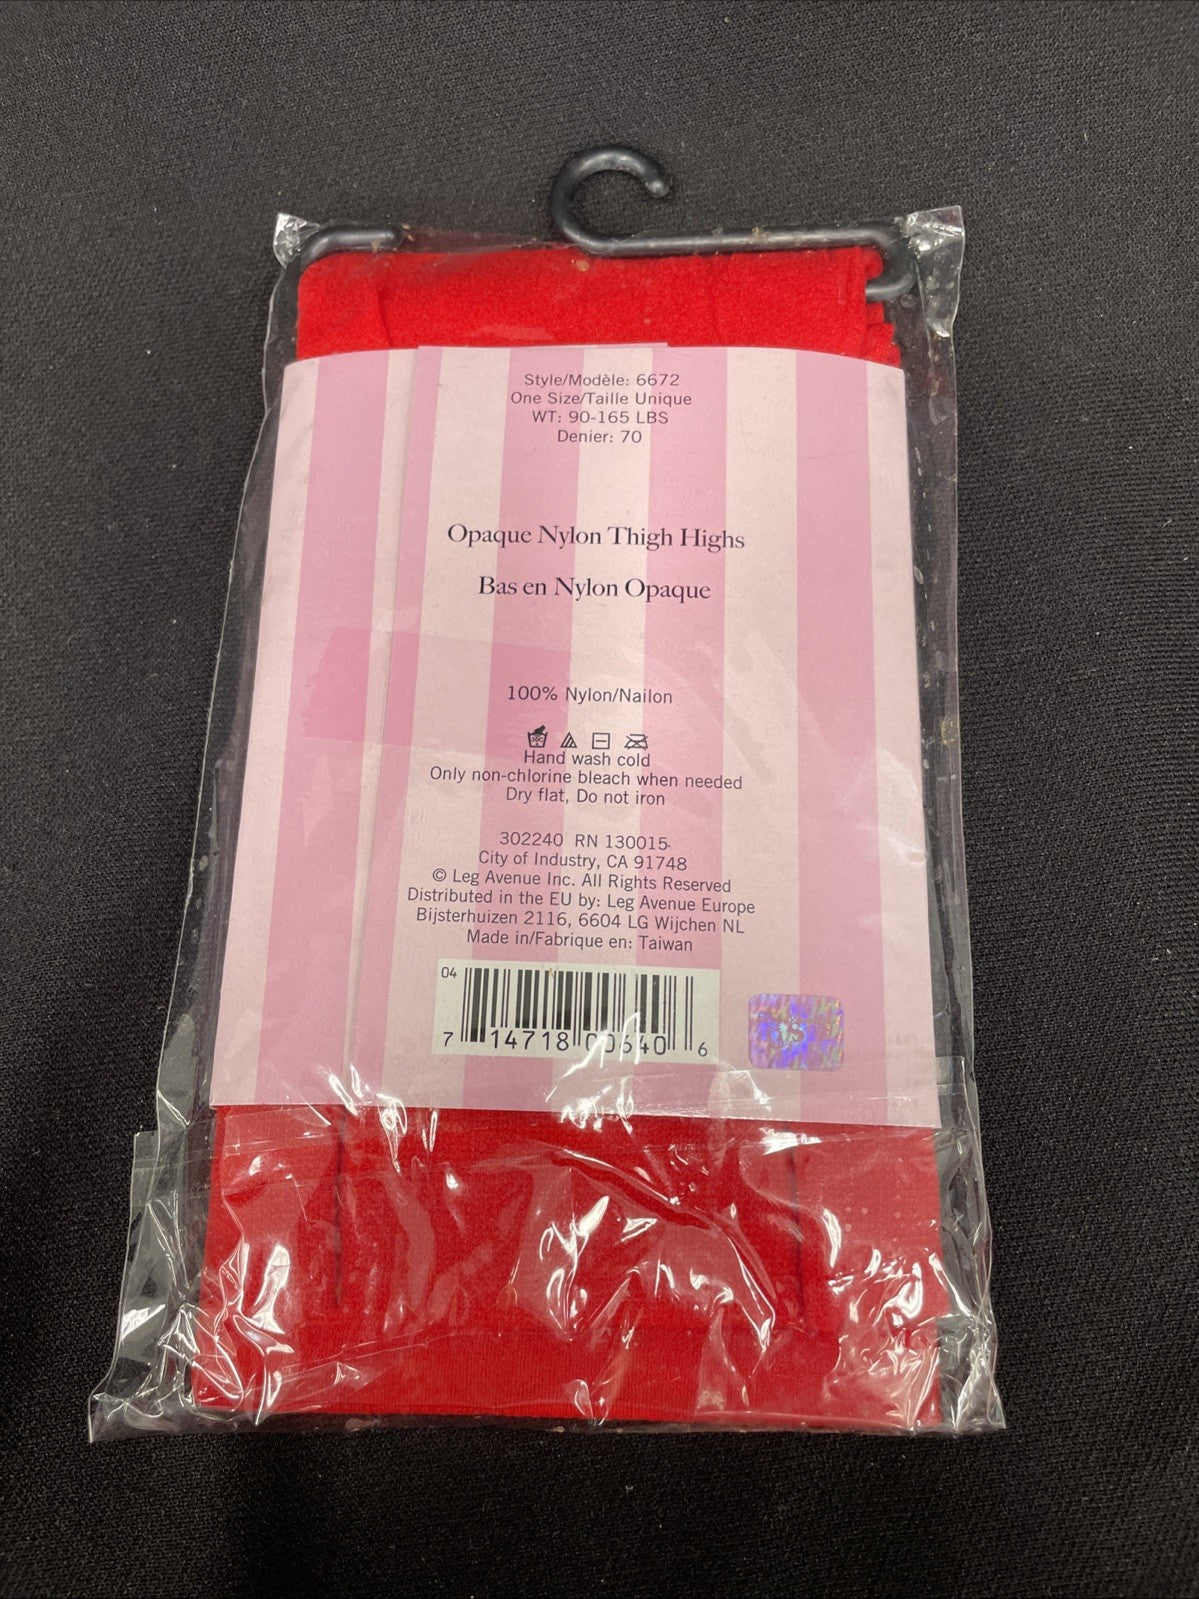 Style/Modèle: 6672
One Size/Taille Unique
WT: 90-165 LBS
Denier: 70
Opaque Nylon Thigh Highs
Bas en Nylon Opaque
100% Nylon/Nailon
Hand wash cold
Only non-chlorine bleach when needed
Dry flat, Do not iron
302240 RN 130015
City of Industry, CA 91748
© Leg Avenue Inc. All Rights Reserved
Distributed in the EU by: Leg Avenue Europe
Bijsterhuizen 2116, 6604 LG Wijchen NL
Made in/Fabrique en: Taiwan
04
7 14718 00640 6